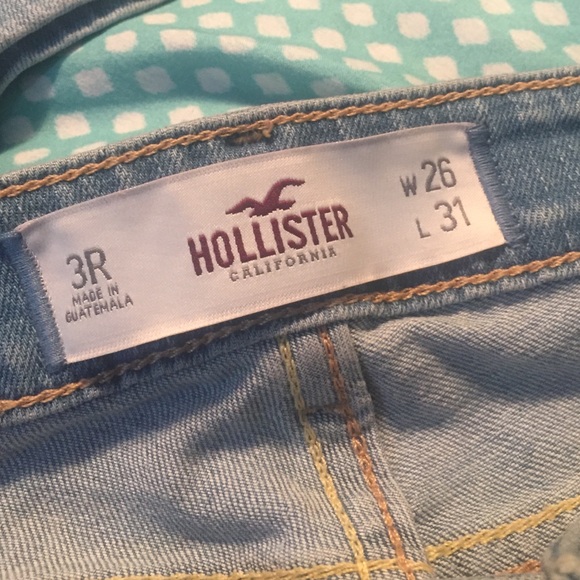 3R
MADE IN
GUATEMALA
HOLLISTER
CALIFORNIA
W 26
L 31